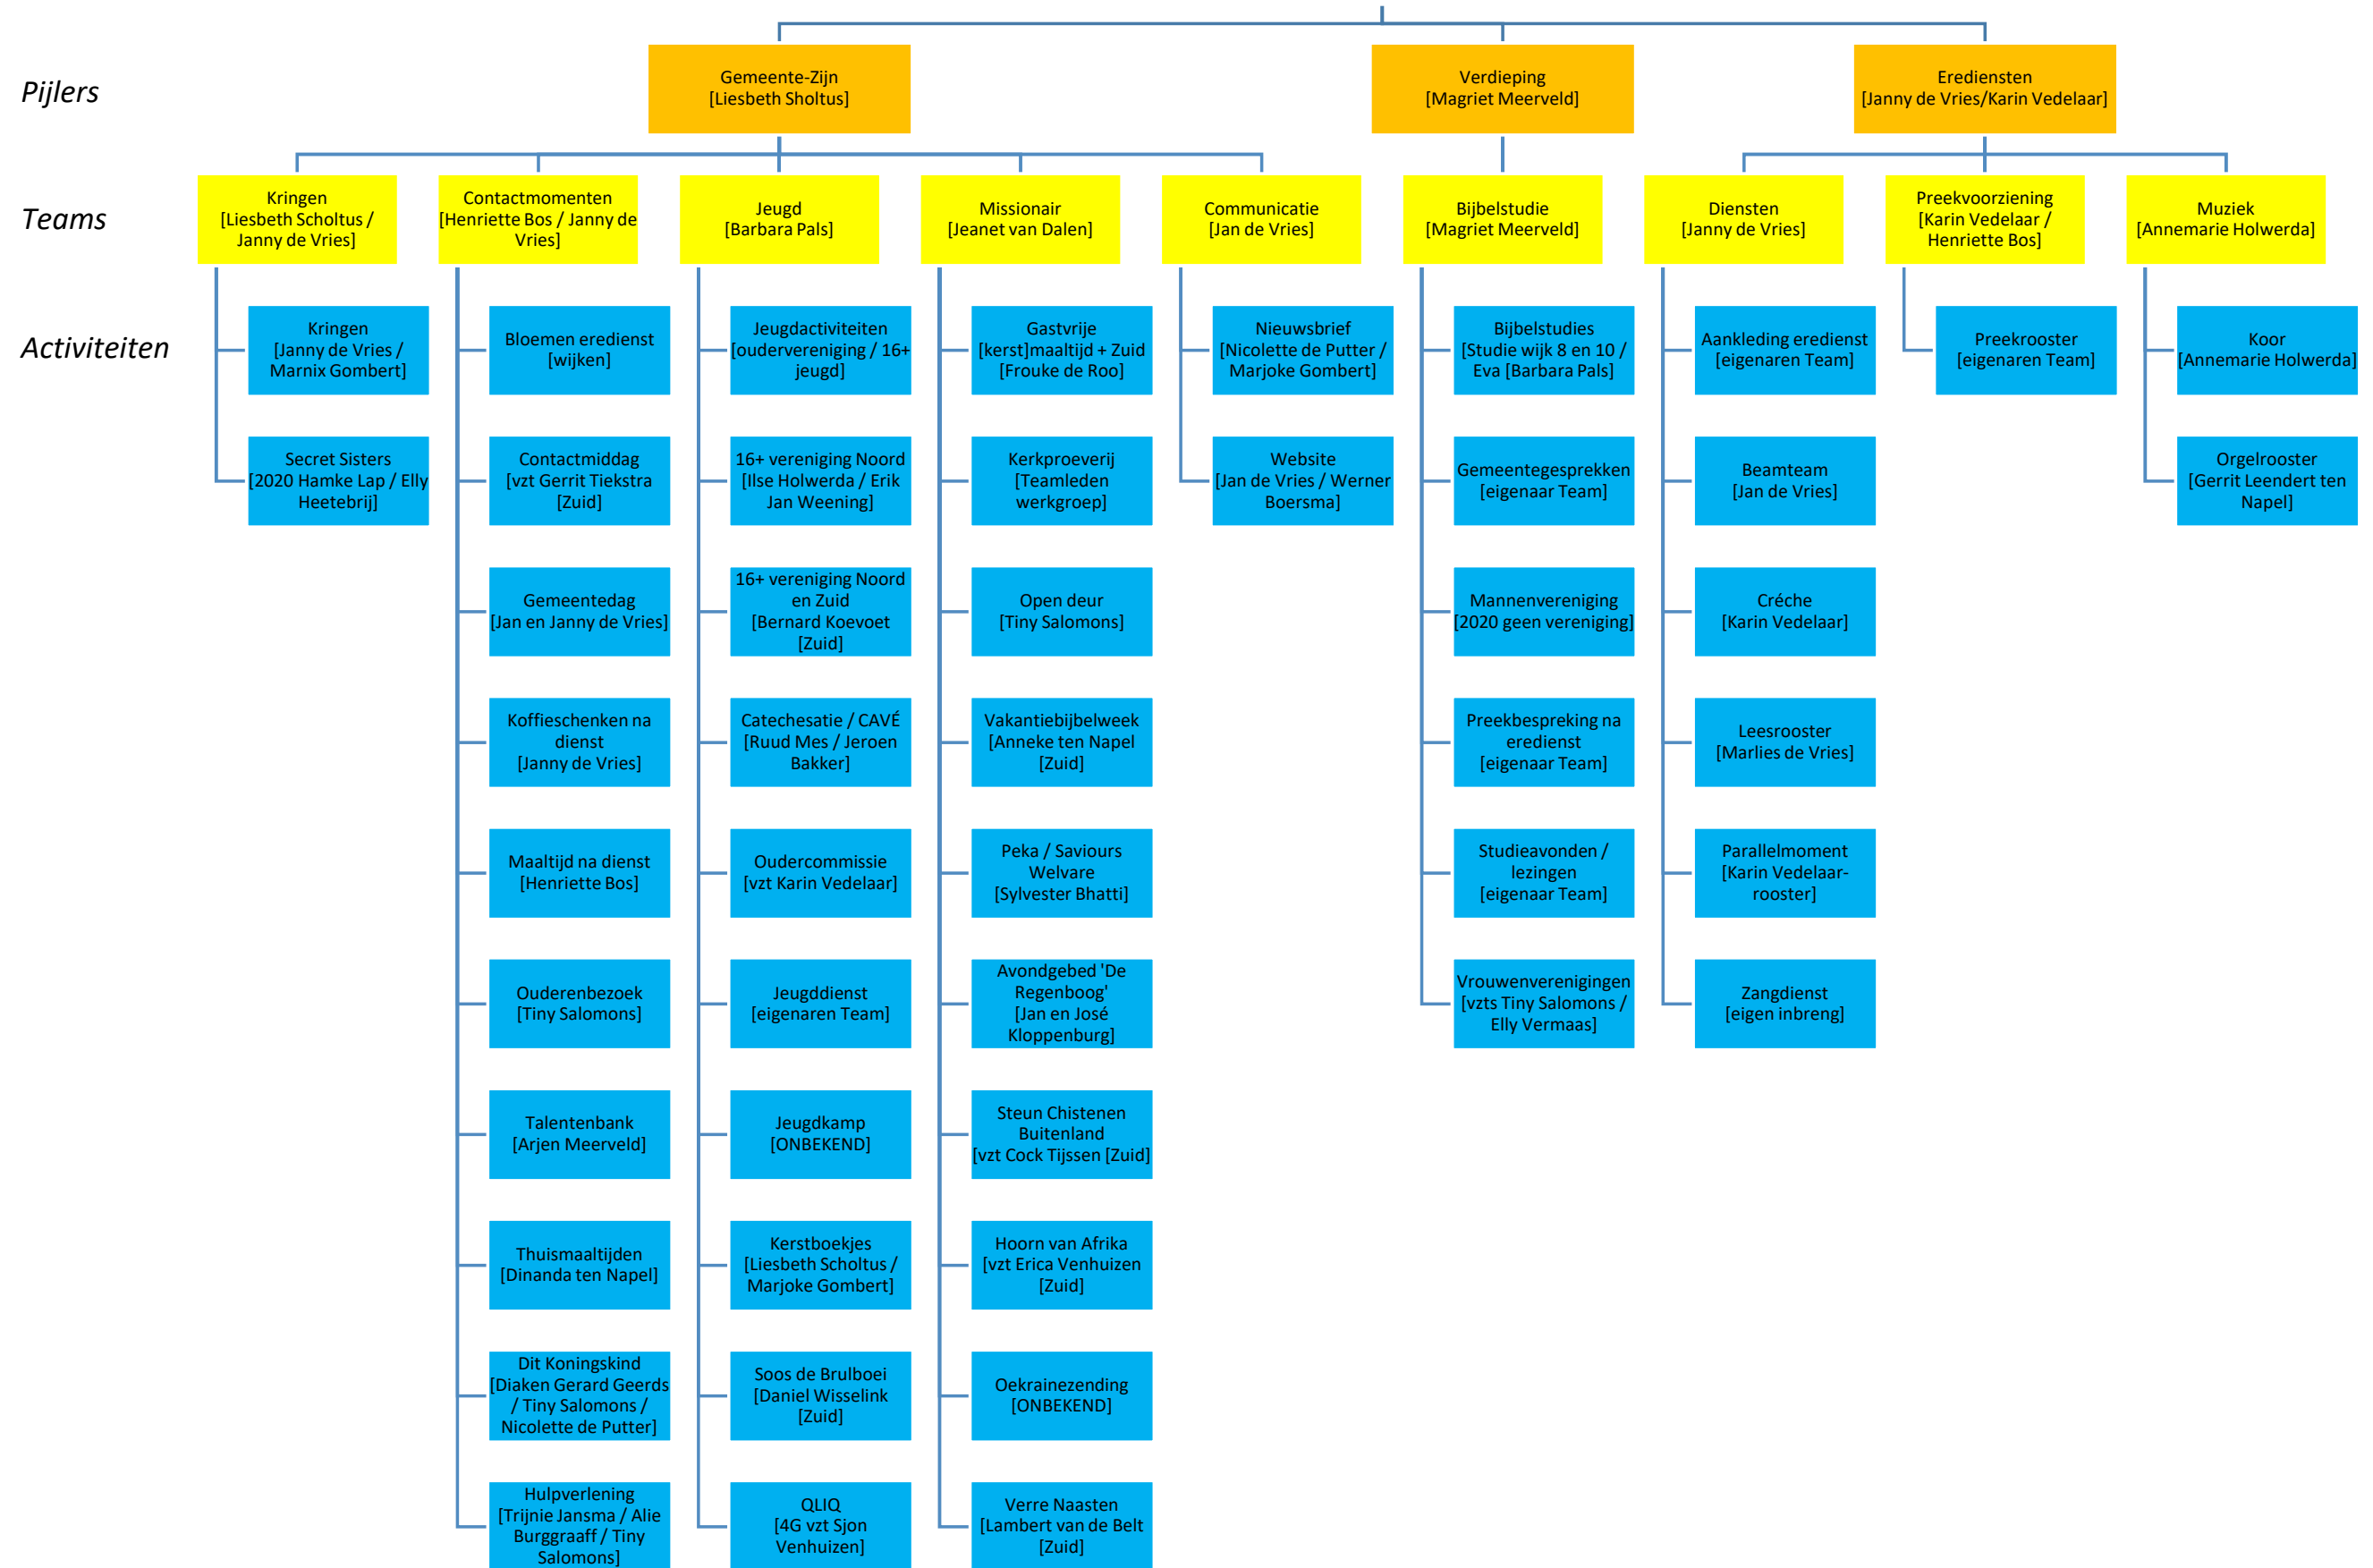 Pijlers
Gemeente-Zijn
[Liesbeth Sholtus]
Verdieping
[Magriet Meerveld]
Erediensten
[Janny de Vries/Karin Vedelaar]
Teams
Kringen
[Liesbeth Scholtus /
Janny de Vries]
Contactmomenten
[Henriette Bos / Janny de
Vries]
Jeugd
[Barbara Pals]
Missionair
[Jeanet van Dalen]
Communicatie
[Jan de Vries]
Bijbelstudie
[Magriet Meerveld]
Diensten
[Janny de Vries]
Preekvoorziening
[Karin Vedelaar /
Henriette Bos]
Muziek
[Annemarie Holwerda]
Activiteiten
Kringen
[Janny de Vries /
Marnix Gombert]
Secret Sisters
[2020 Hamke Lap / Elly
Heetebrij]
Bloemen eredienst
[wijken]
Contactmiddag
[vzt Gerrit Tiekstra
[Zuid]
Gemeentedag
[Jan en Janny de Vries]
Koffieschenken na
dienst
[Janny de Vries]
Maaltijd na dienst
[Henriette Bos]
Ouderenbezoek
[Tiny Salomons]
Talentenbank
[Arjen Meerveld]
Thuismaaltijden
[Dinanda ten Napel]
Dit Koningskind
[Diaken Gerard Geerds
/ Tiny Salomons /
Nicolette de Putter]
Hulpverlening
[Trijnie Jansma / Alie
Burggraaff / Tiny
Salomons]
Jeugdactiviteiten
[oudervereniging / 16+
jeugd]
16+ vereniging Noord
[Ilse Holwerda / Erik
Jan Weening]
16+ vereniging Noord
en Zuid
[Bernard Koevoet
[Zuid]
Catechesatie / CAVÉ
[Ruud Mes / Jeroen
Bakker]
Oudercommissie
[vzt Karin Vedelaar]
Jeugddienst
[eigenaren Team]
Jeugdkamp
[ONBEKEND]
Kerstboekjes
[Liesbeth Scholtus /
Marjoke Gombert]
Soos de Brulboei
[Daniel Wisselink
[Zuid]
QLIQ
[4G vzt Sjon
Venhuizen]
Gastvrije
[kerst]maaltijd + Zuid
[Frouke de Roo]
Kerkproeverij
[Teamleden
werkgroep]
Open deur
[Tiny Salomons]
Vakantiebijbelweek
[Anneke ten Napel
[Zuid]
Peka / Saviours
Welvare
[Sylvester Bhatti]
Avondgebed 'De
Regenboog'
[Jan en José
Kloppenburg]
Steun Chistenen
Buitenland
[vzt Cock Tijssen [Zuid]
Hoorn van Afrika
[vzt Erica Venhuizen
[Zuid]
Oekrainezending
[ONBEKEND]
Verre Naasten
[Lambert van de Belt
[Zuid]
Nieuwsbrief
[Nicolette de Putter /
Marjoke Gombert]
Website
[Jan de Vries / Werner
Boersma]
Bijbelstudies
[Studie wijk 8 en 10 /
Eva [Barbara Pals]
Gemeentegesprekken
[eigenaar Team]
Mannenvereniging
[2020 geen vereniging]
Preekbespreking na
eredienst
[eigenaar Team]
Studieavonden /
lezingen
[eigenaar Team]
Vrouwenverenigingen
[vzts Tiny Salomons /
Elly Vermaas]
Aankleding eredienst
[eigenaren Team]
Beamteam
[Jan de Vries]
Créche
[Karin Vedelaar]
Leesrooster
[Marlies de Vries]
Parallelmoment
[Karin Vedelaar-
rooster]
Zangdienst
[eigen inbreng]
Preekrooster
[eigenaren Team]
Koor
[Annemarie Holwerda]
Orgelrooster
[Gerrit Leendert ten
Napel]